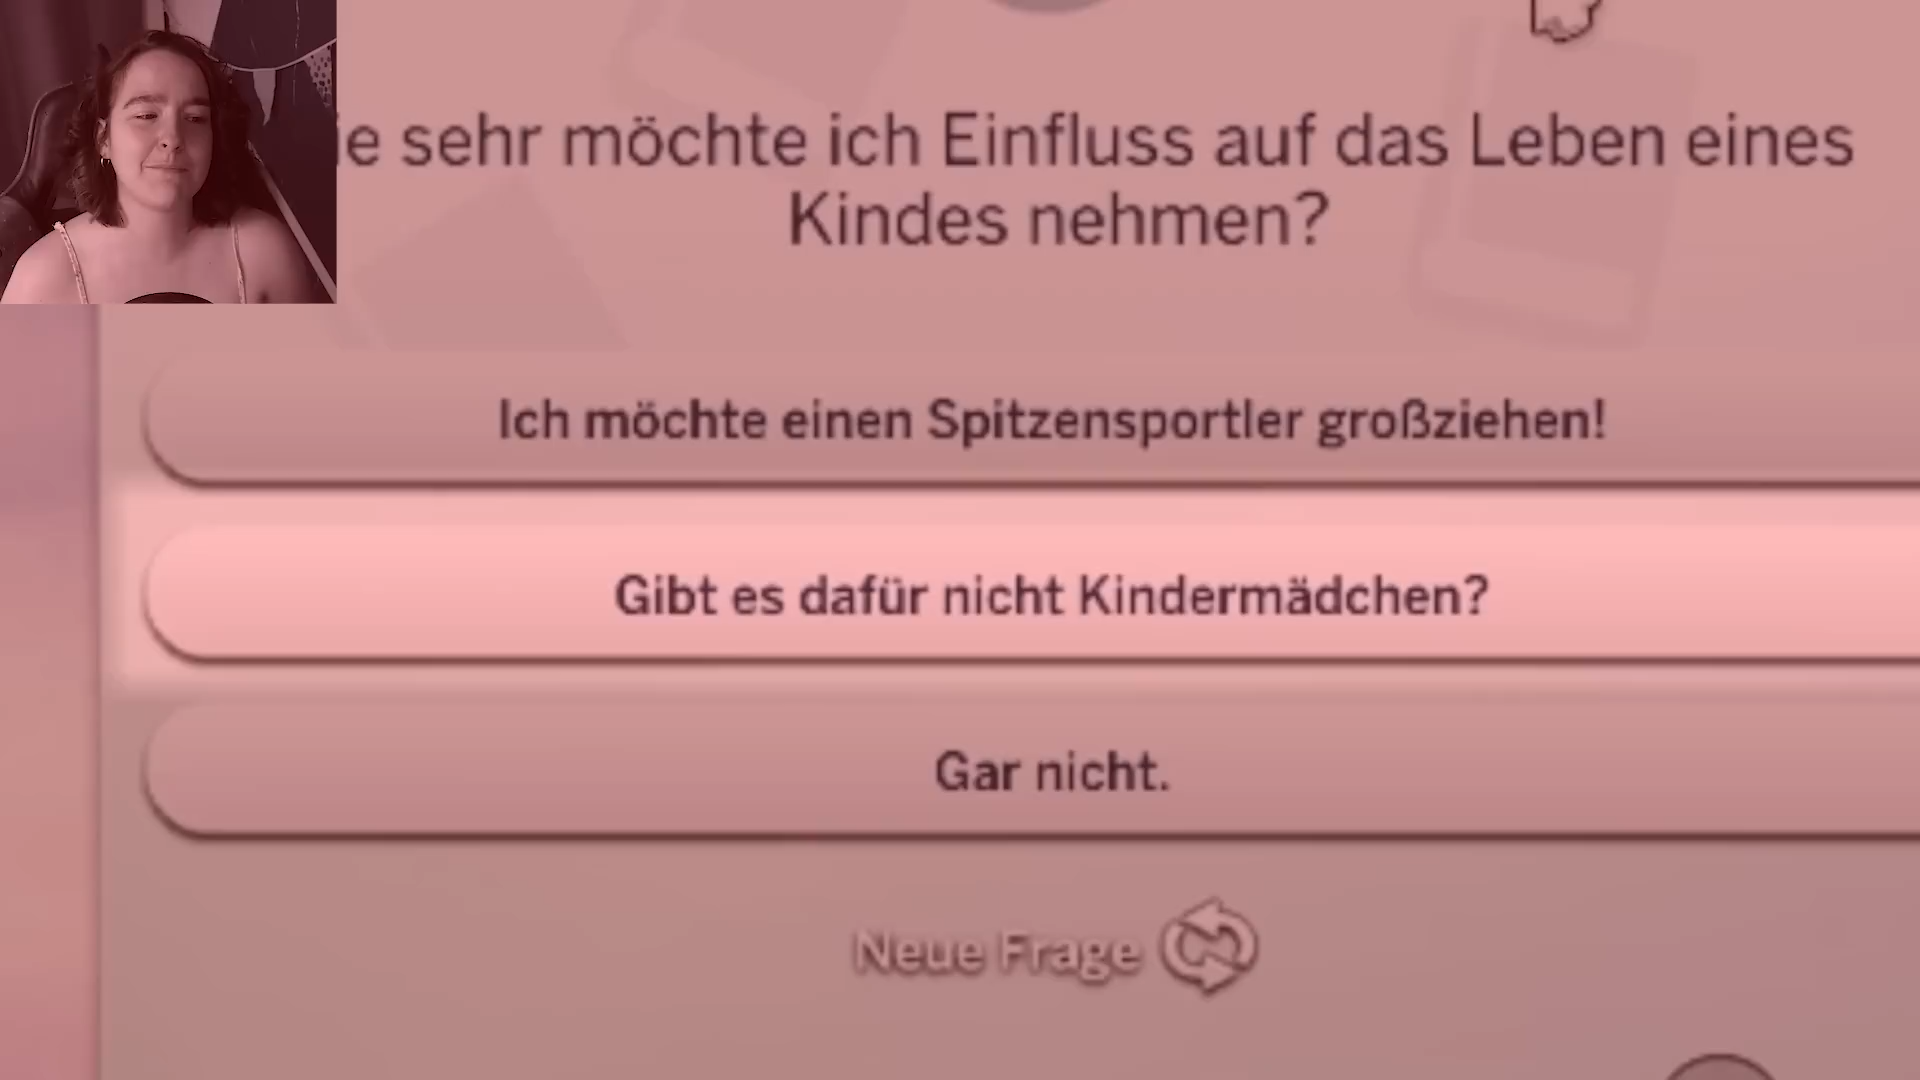 ie sehr möchte ich Einfluss auf das Leben eines
Kindes nehmen?
Ich möchte einen Spitzensportler großziehen!
Gibt es dafür nicht Kindermädchen?
Gar nicht.
Neue Frage